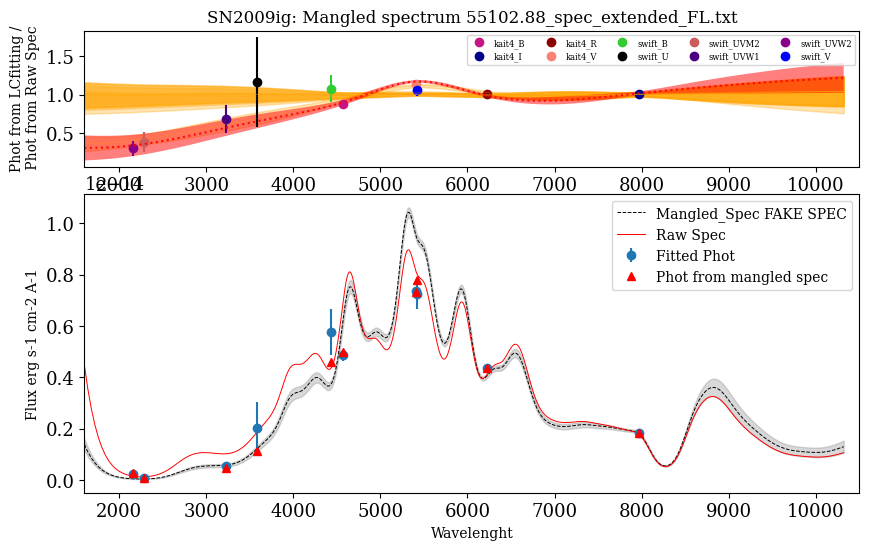 SN2009ig: Mangled spectrum 55102.88_spec_extended_FL.txt
Phot from LCfitting /
Phot from Raw Spec
1.5
1.0
0.5
kait4_B
kait4_R
swift_B
swift_UVM2
swift_UVW2
kait4_I
kait4_V
swift_U
swift_UVW1
swift_V
2000 3000 4000 5000 6000 7000 8000 9000 10000
1e−14
Flux erg s-1 cm-2 A-1
1.0
0.8
0.6
0.4
0.2
0.0
Mangled_Spec FAKE SPEC
Raw Spec
Fitted Phot
Phot from mangled spec
2000 3000 4000 5000 6000 7000 8000 9000 10000
Wavelenght